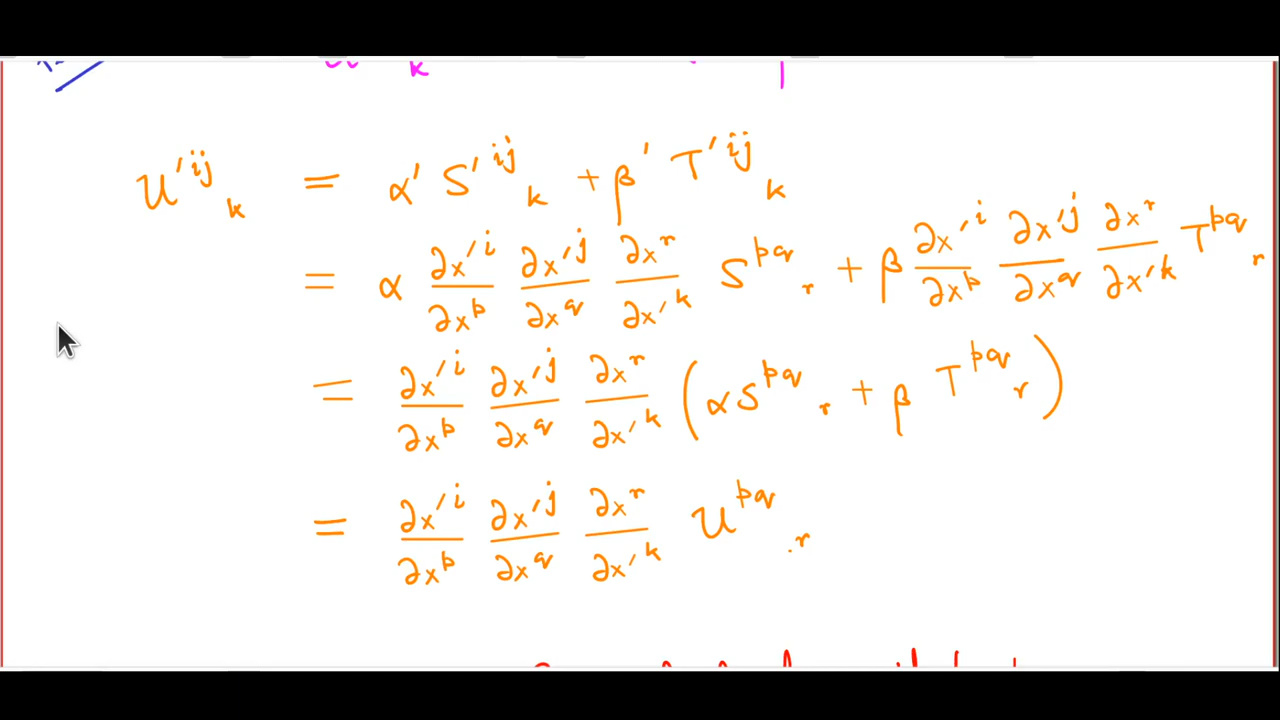 U'^{ij}_k = α' S'^{ij}_k + β' T'^{ij}_k
= α ∂x'^i/∂x^p ∂x'^j/∂x^q ∂x^r/∂x'^k S^{pq}_r + β ∂x'^i/∂x^p ∂x'^j/∂x^q ∂x^r/∂x'^k T^{pq}_r
= ∂x'^i/∂x^p ∂x'^j/∂x^q ∂x^r/∂x'^k (α S^{pq}_r + β T^{pq}_r)
= ∂x'^i/∂x^p ∂x'^j/∂x^q ∂x^r/∂x'^k U^{pq}_r